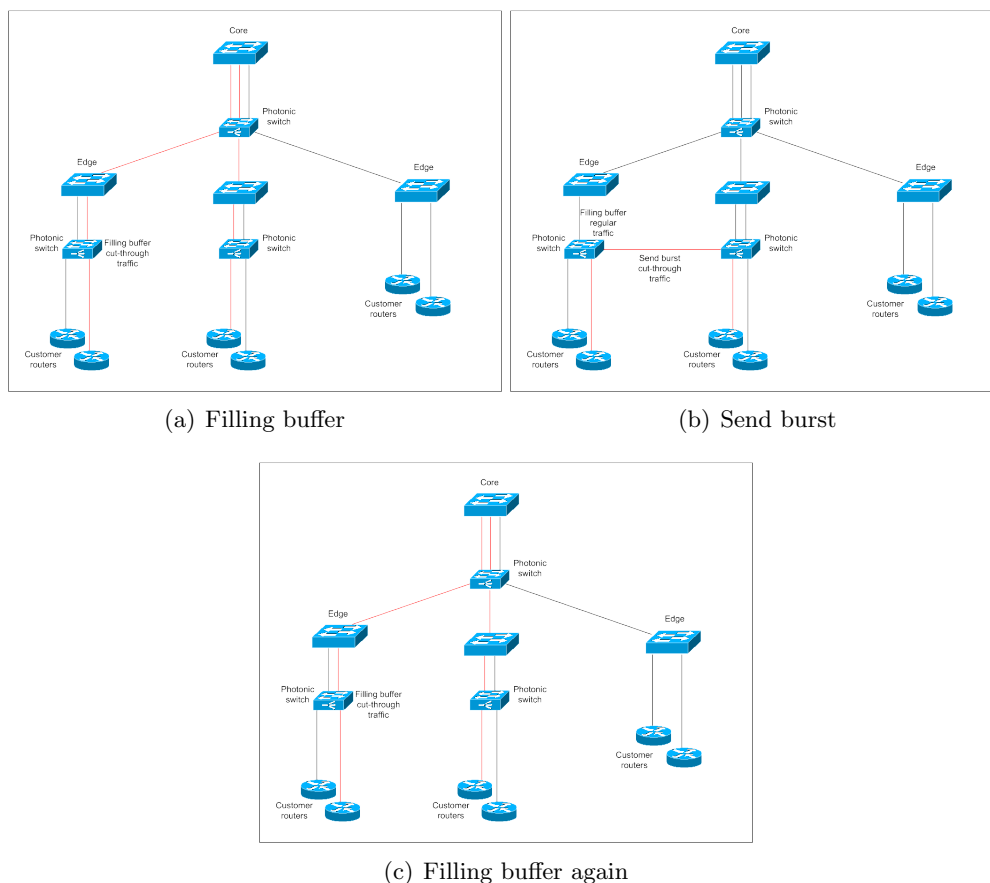 Core
Photonic
switch
Edge
Edge
Photonic
switch
Filling buffer
cut-through
traffic
Photonic
switch
Customer
routers
Customer
routers
Customer
routers
(a) Filling buffer
Core
Photonic
switch
Edge
Edge
Filling buffer
regular
traffic
Photonic
switch
Send burst
cut-through
traffic
Photonic
switch
Customer
routers
Customer
routers
Customer
routers
(b) Send burst
Core
Photonic
switch
Edge
Edge
Photonic
switch
Filling buffer
cut-through
traffic
Photonic
switch
Customer
routers
Customer
routers
Customer
routers
(c) Filling buffer again